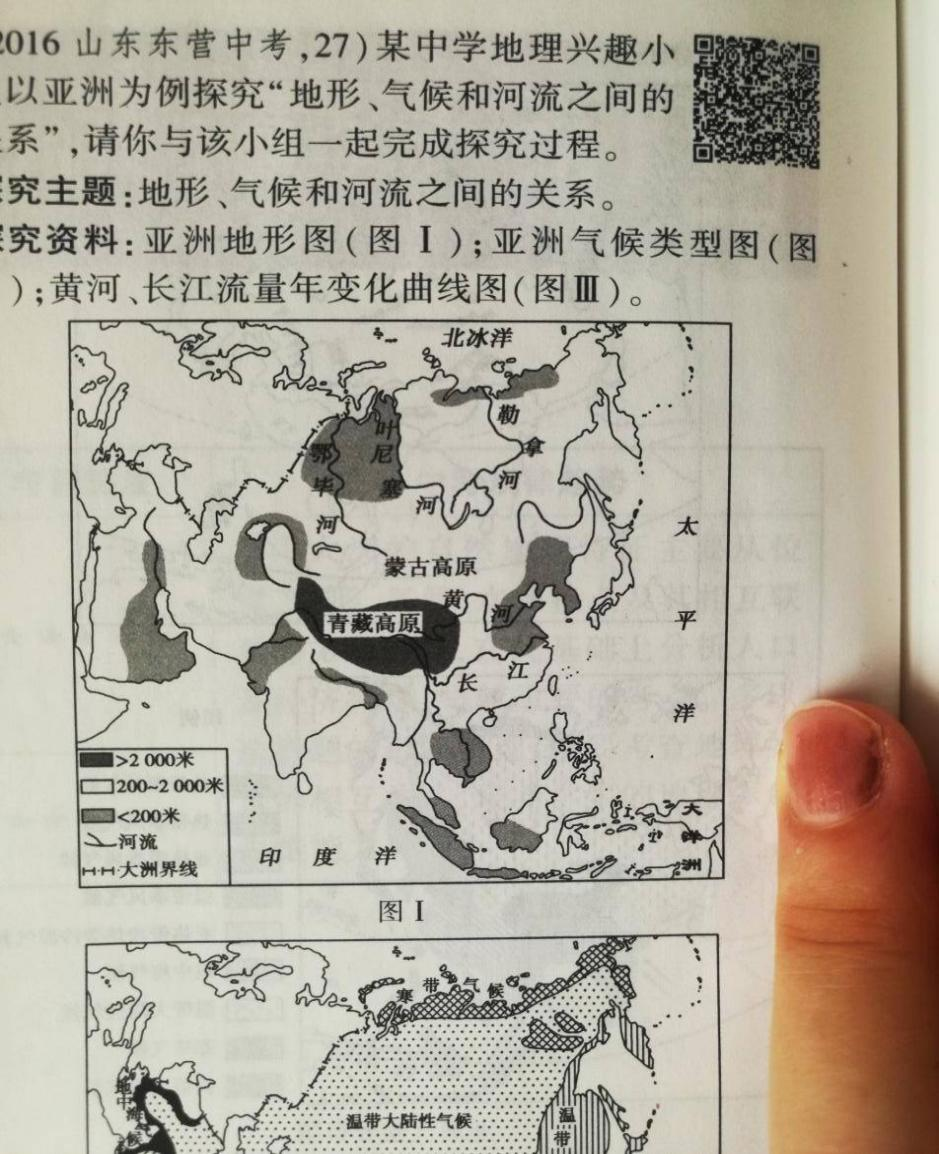 2016 山东东营中考,27)某中学地理兴趣小
以亚洲为例探究“地形、气候和河流之间的
系”,请你与该小组一起完成探究过程。
究主题:地形、气候和河流之间的关系。
究资料:亚洲地形图(图Ⅰ);亚洲气候类型图(图
);黄河、长江流量年变化曲线图(图Ⅲ)。
北冰洋
勒
拿
河
叶
尼
塞
河
鄂
毕
河
太
平
洋
蒙古高原
青藏高原
黄
河
长
江
>2 000米
200~2 000米
<200米
河流
大洲界线
印 度 洋
大
洋
洲
图Ⅰ
寒 带 气 候
地
中
海
气
候
温带大陆性气候
温
带